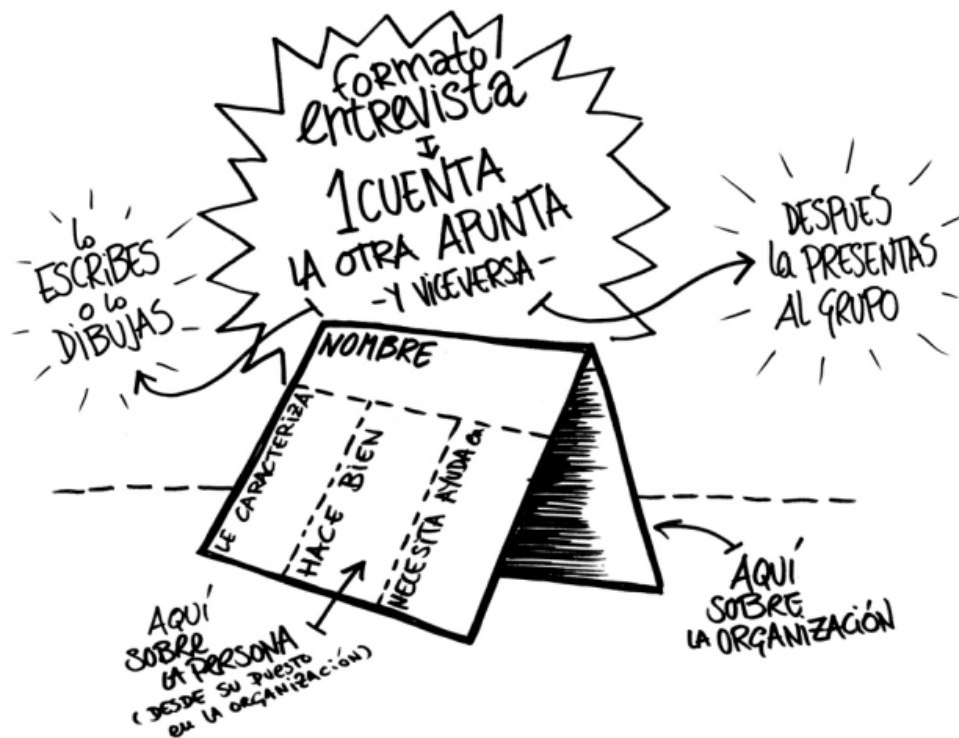 formato
entrevista
1 CUENTA
LA OTRA APUNTA
- Y VICEVERSA -
lo
ESCRIBES
o lo
DIBUJAS
DESPUES
la PRESENTAS
AL GRUPO
NOMBRE
LE CARACTERIZA
HACE BIEN
NECESITA AYUDA en
AQUÍ
SOBRE
LA PERSONA
(DESDE SU PUESTO
en LA ORGANIZACIÓN)
AQUÍ
SOBRE
LA ORGANIZACIÓN